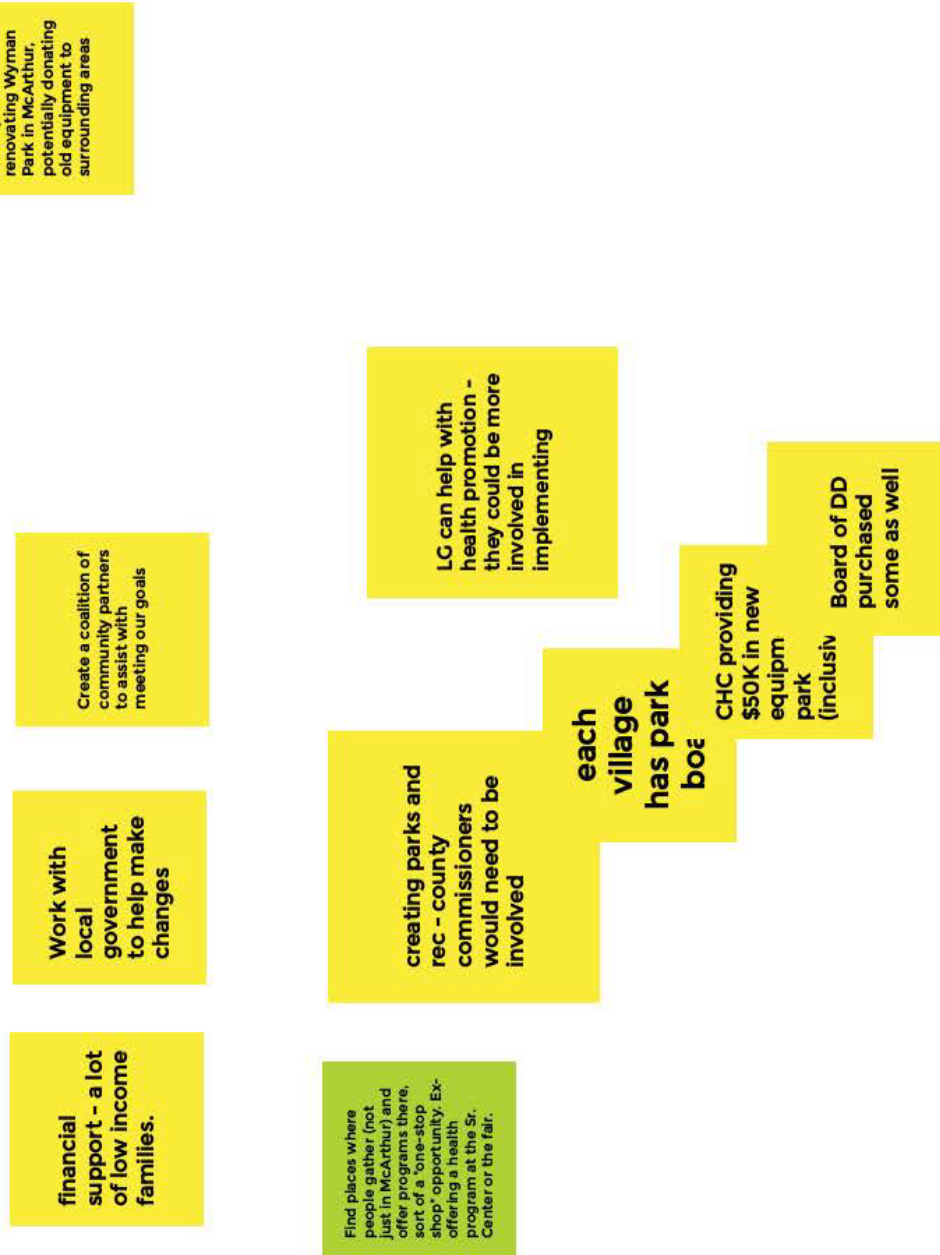 financial
support - a lot
of low income
families.
Work with
local
government
to help make
changes
Create a coalition of
community partners
to assist with
meeting our goals
renovating Wyman
Park in McArthur,
potentially donating
old equipment to
surrounding areas
Find places where
people gather (not
just in McArthur) and
offer programs there,
sort of a "one-stop
shop" opportunity. Ex-
offering a health
program at the Sr.
Center or the fair.
creating parks and
rec - county
commissioners
would need to be
involved
LG can help with
health promotion -
they could be more
involved in
implementing
each
village
has park
boa
CHC providing
$50K in new
equipm
park
(inclusiv
Board of DD
purchased
some as well